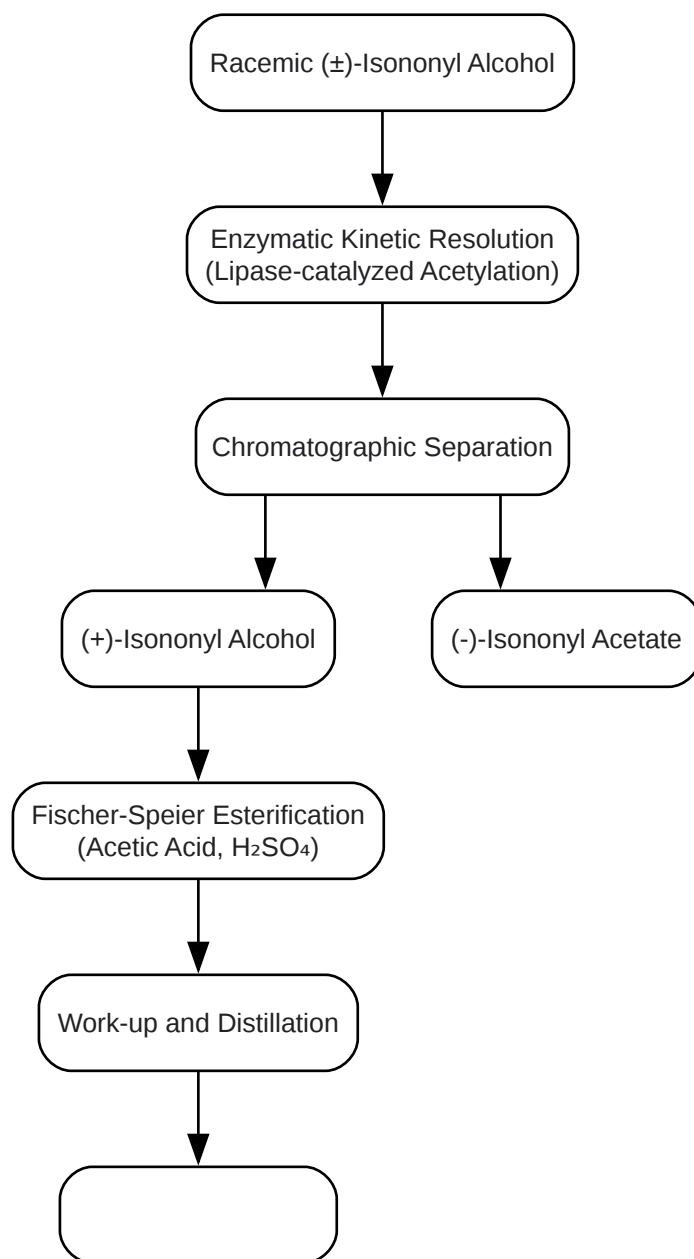 Racemic (±)-Isononyl Alcohol
Enzymatic Kinetic Resolution
(Lipase-catalyzed Acetylation)
Chromatographic Separation
(+)-Isononyl Alcohol
(-)-Isononyl Acetate
Fischer-Speier Esterification
(Acetic Acid, H₂SO₄)
Work-up and Distillation